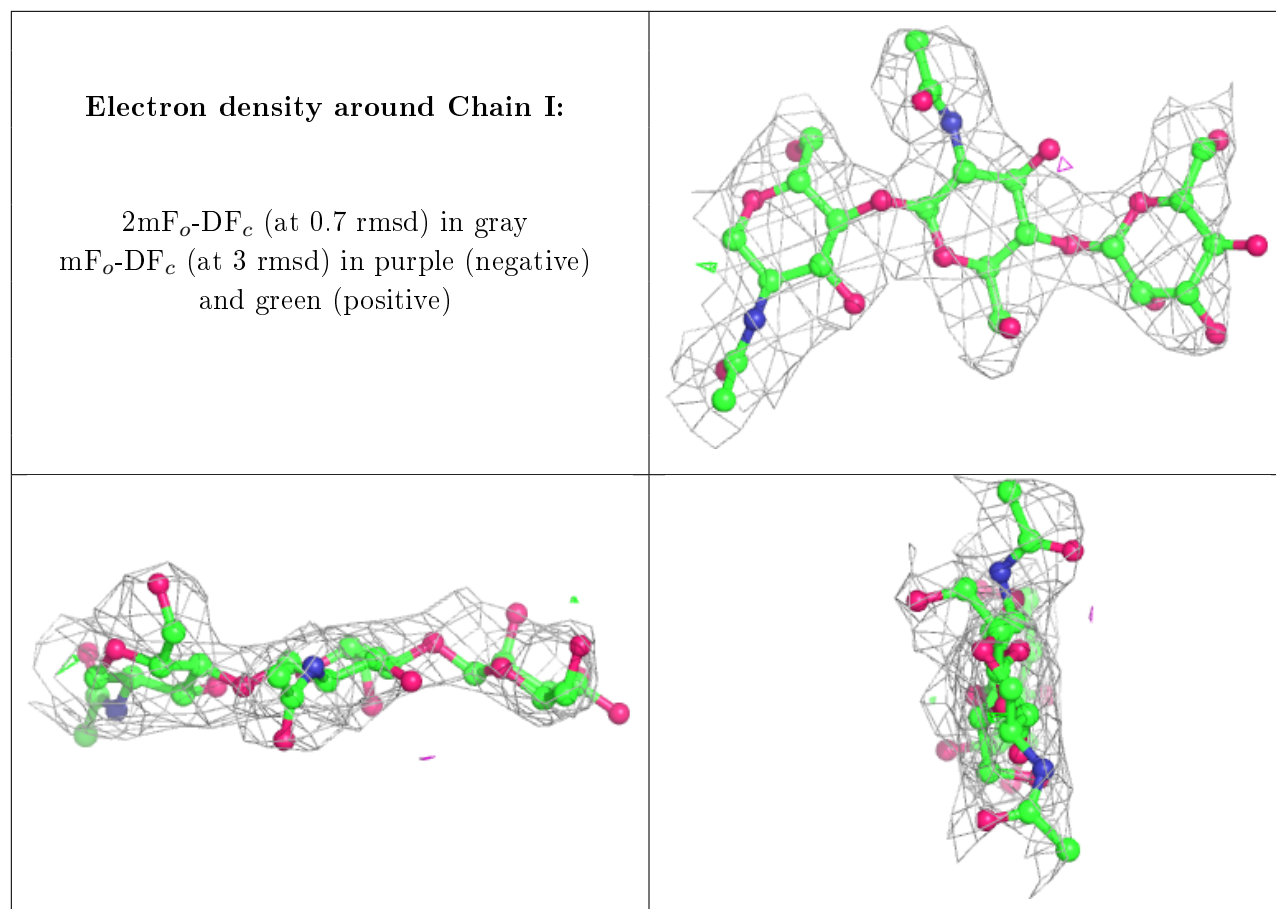 Electron density around Chain I:
2mFo-DFc (at 0.7 rmsd) in gray
mFo-DFc (at 3 rmsd) in purple (negative)
and green (positive)